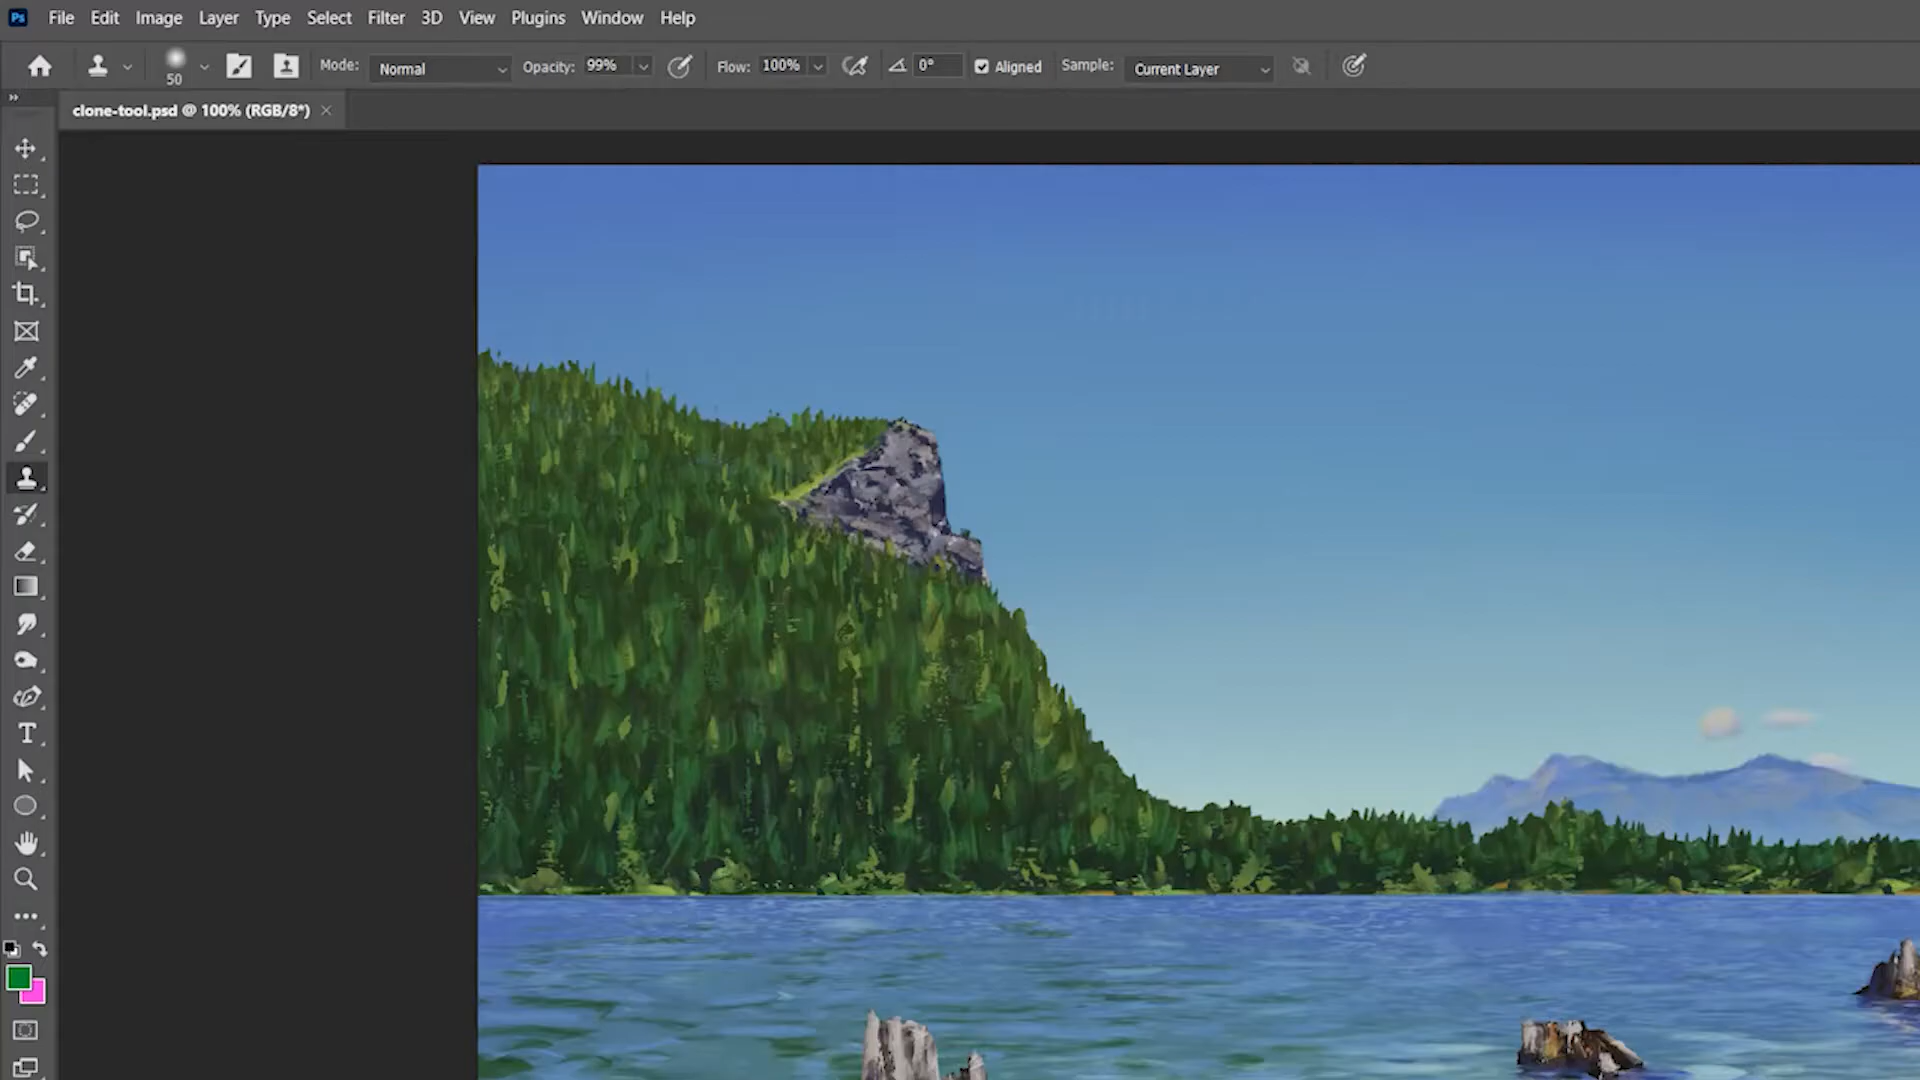 Ps File Edit Image Layer Type Select Filter 3D View Plugins Window Help
50 Mode: Normal Opacity: 99% Flow: 100% 0° Aligned Sample: Current Layer
clone-tool.psd @ 100% (RGB/8*)